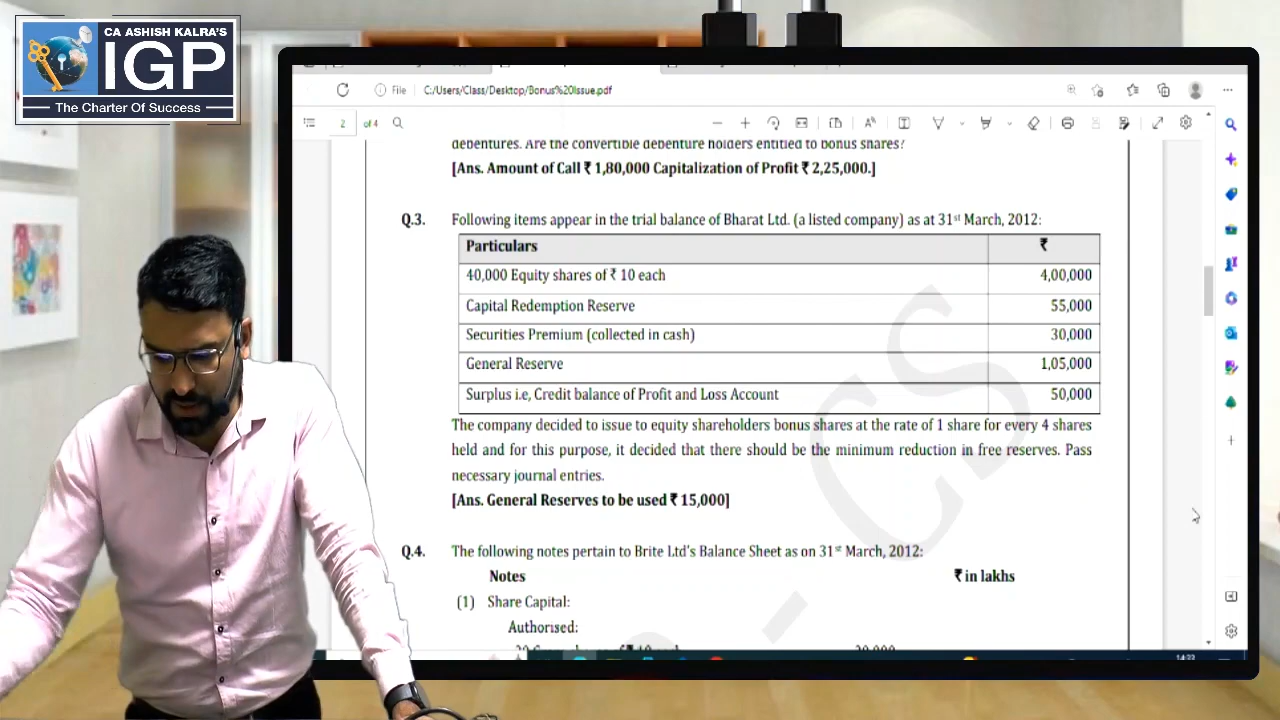 CA ASHISH KALRA'S
IGP
The Charter Of Success
File C:/Users/Class/Desktop/Bonus%20Issue.pdf
2 of 4
debentures. Are the convertible debenture holders entitled to bonus shares?
[Ans. Amount of Call ₹ 1,80,000 Capitalization of Profit ₹ 2,25,000.]
Q.3. Following items appear in the trial balance of Bharat Ltd. (a listed company) as at 31st March, 2012:
Particulars ₹
40,000 Equity shares of ₹ 10 each 4,00,000
Capital Redemption Reserve 55,000
Securities Premium (collected in cash) 30,000
General Reserve 1,05,000
Surplus i.e, Credit balance of Profit and Loss Account 50,000
The company decided to issue to equity shareholders bonus shares at the rate of 1 share for every 4 shares
held and for this purpose, it decided that there should be the minimum reduction in free reserves. Pass
necessary journal entries.
[Ans. General Reserves to be used ₹ 15,000]
Q.4. The following notes pertain to Brite Ltd's Balance Sheet as on 31st March, 2012:
Notes ₹ in lakhs
(1) Share Capital:
Authorised:
14:33